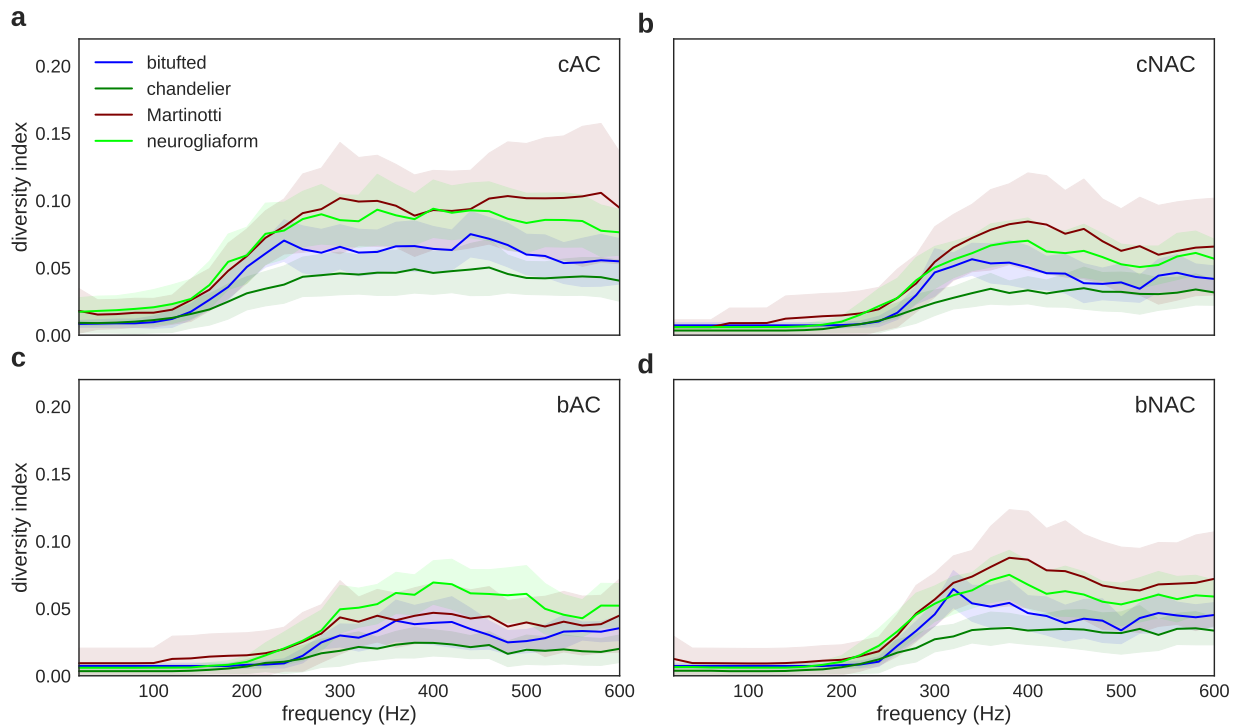 a
cAC
0.20
0.15
0.10
0.05
0.00
diversity index
bitufted
chandelier
Martinotti
neurogliaform
b
cNAC
c
bAC
0.20
0.15
0.10
0.05
0.00
diversity index
100 200 300 400 500 600
frequency (Hz)
d
bNAC
100 200 300 400 500 600
frequency (Hz)